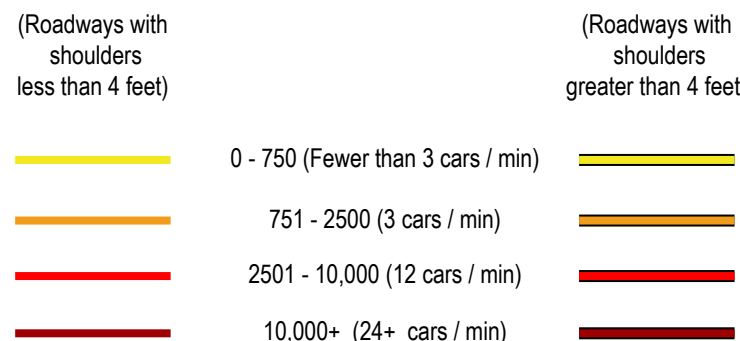 (Roadways with
shoulders
less than 4 feet)
(Roadways with
shoulders
greater than 4 feet
0 - 750 (Fewer than 3 cars / min)
751 - 2500 (3 cars / min)
2501 - 10,000 (12 cars / min)
10,000+ (24+ cars / min)